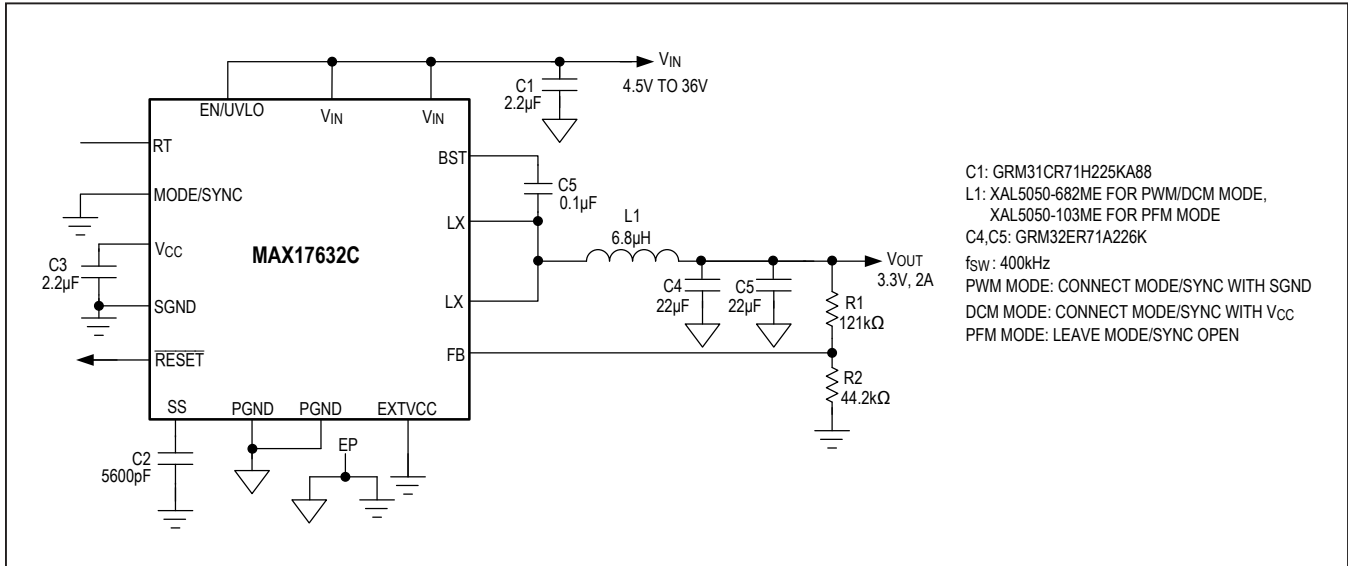 VIN
4.5V TO 36V
C1
2.2µF
EN/UVLO
VIN
VIN
RT
BST
MODE/SYNC
C5
0.1µF
LX
VCC
MAX17632C
L1
6.8µH
VOUT
3.3V, 2A
C3
2.2µF
C4
22µF
C5
22µF
R1
121kΩ
SGND
LX
RESET
FB
R2
44.2kΩ
SS
PGND
PGND
EXTVCC
EP
C2
5600pF
C1: GRM31CR71H225KA88
L1: XAL5050-682ME FOR PWM/DCM MODE,
XAL5050-103ME FOR PFM MODE
C4,C5: GRM32ER71A226K
fSW : 400kHz
PWM MODE: CONNECT MODE/SYNC WITH SGND
DCM MODE: CONNECT MODE/SYNC WITH VCC
PFM MODE: LEAVE MODE/SYNC OPEN